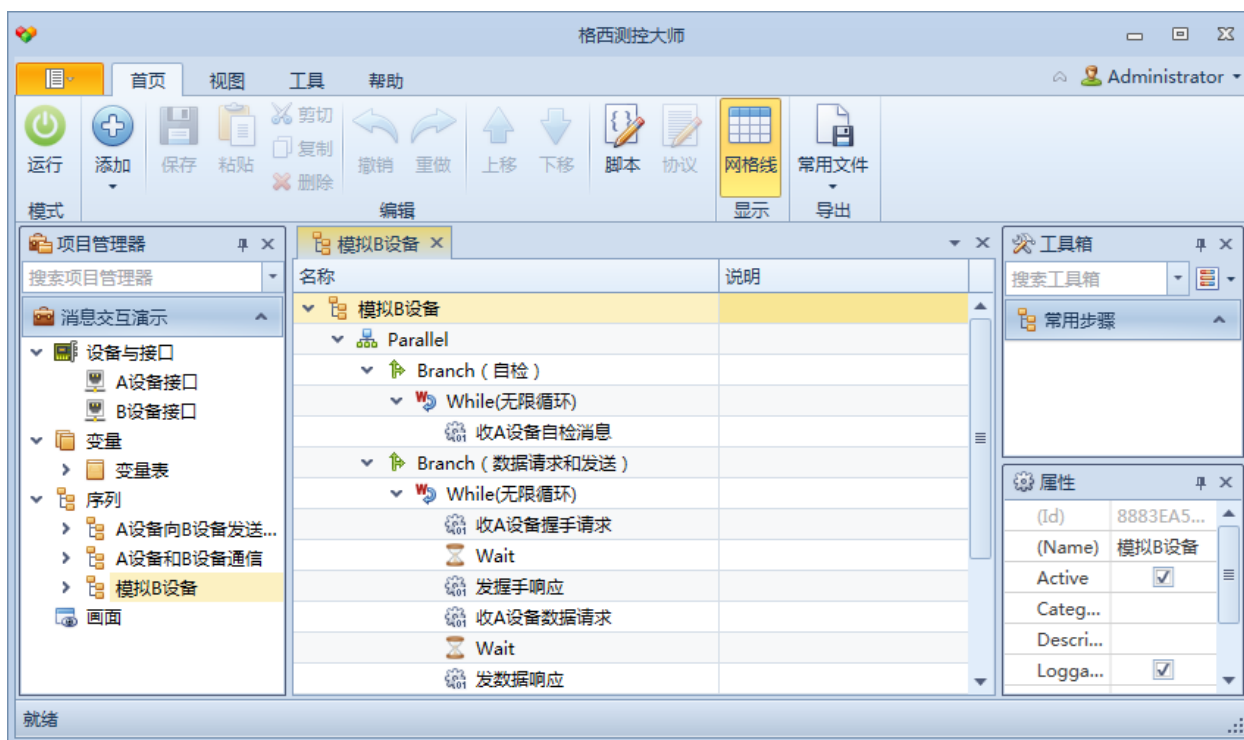 格西测控大师
首页 视图 工具 帮助 Administrator
运行 添加 保存 粘贴 剪切 复制 删除 撤销 重做 上移 下移 脚本 协议 网格线 常用文件
模式 编辑 显示 导出
项目管理器
搜索项目管理器
消息交互演示
设备与接口
A设备接口
B设备接口
变量
变量表
序列
A设备向B设备发送...
A设备和B设备通信
模拟B设备
画面
模拟B设备
名称 说明
模拟B设备
Parallel
Branch（自检）
While(无限循环)
收A设备自检消息
Branch（数据请求和发送）
While(无限循环)
收A设备握手请求
Wait
发握手响应
收A设备数据请求
Wait
发数据响应
工具箱
搜索工具箱
常用步骤
属性
(Id) 8883EA5...
(Name) 模拟B设备
Active
Categ...
Descri...
Logga...
就绪